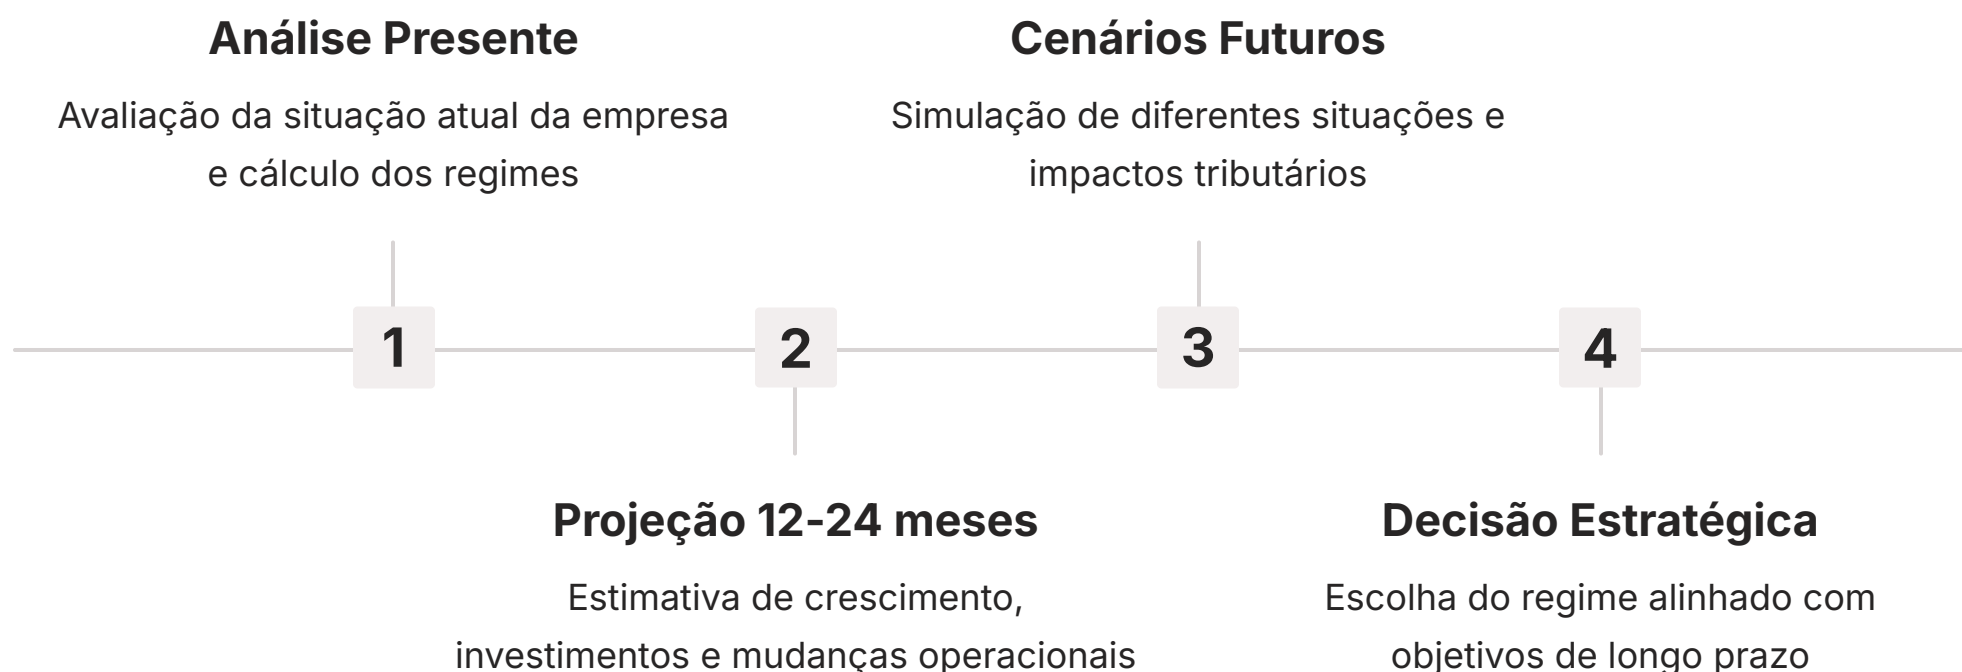 Análise Presente
Avaliação da situação atual da empresa
e cálculo dos regimes
Cenários Futuros
Simulação de diferentes situações e
impactos tributários
1
2
3
4
Projeção 12-24 meses
Estimativa de crescimento,
investimentos e mudanças operacionais
Decisão Estratégica
Escolha do regime alinhado com
objetivos de longo prazo